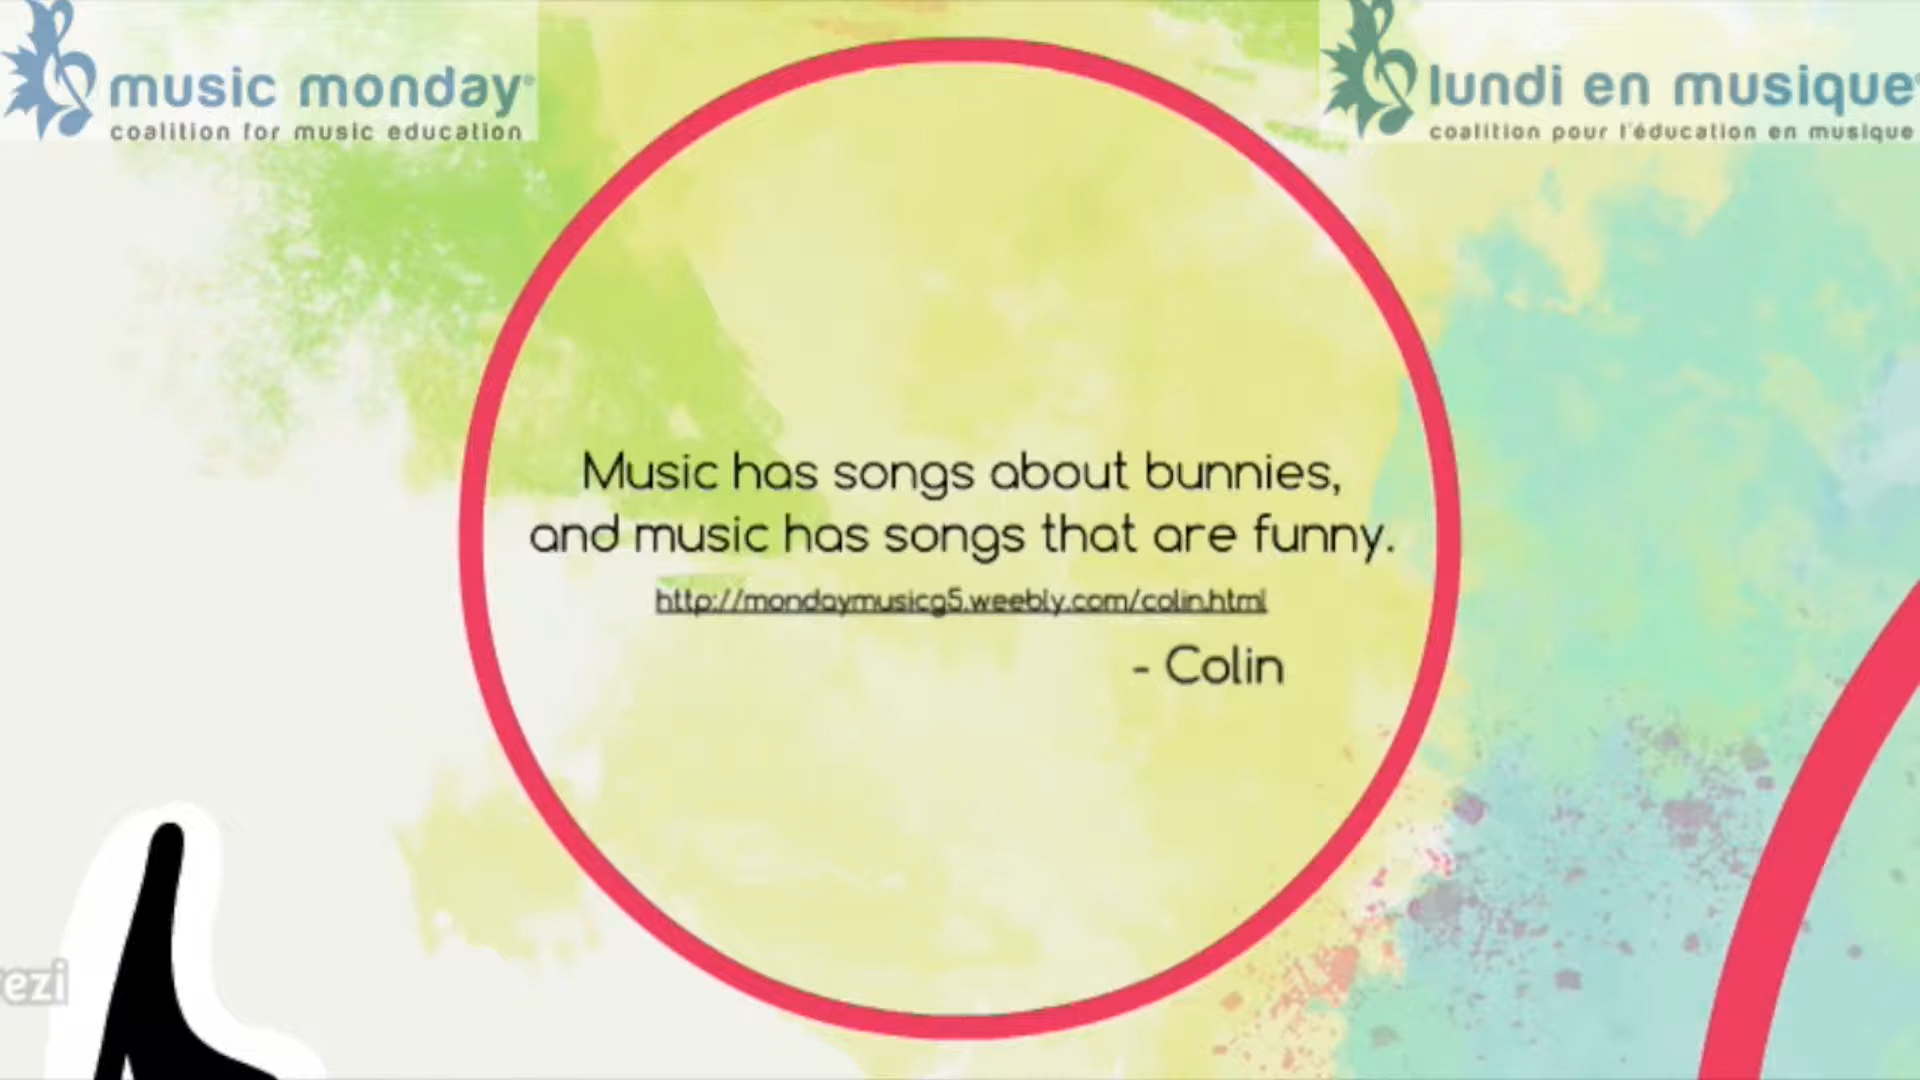 music monday®
coalition for music education
lundi en musique
coalition pour l'éducation en musique
Music has songs about bunnies,
and music has songs that are funny.
http://mondaymusicg5.weebly.com/colin.html
- Colin
ezi